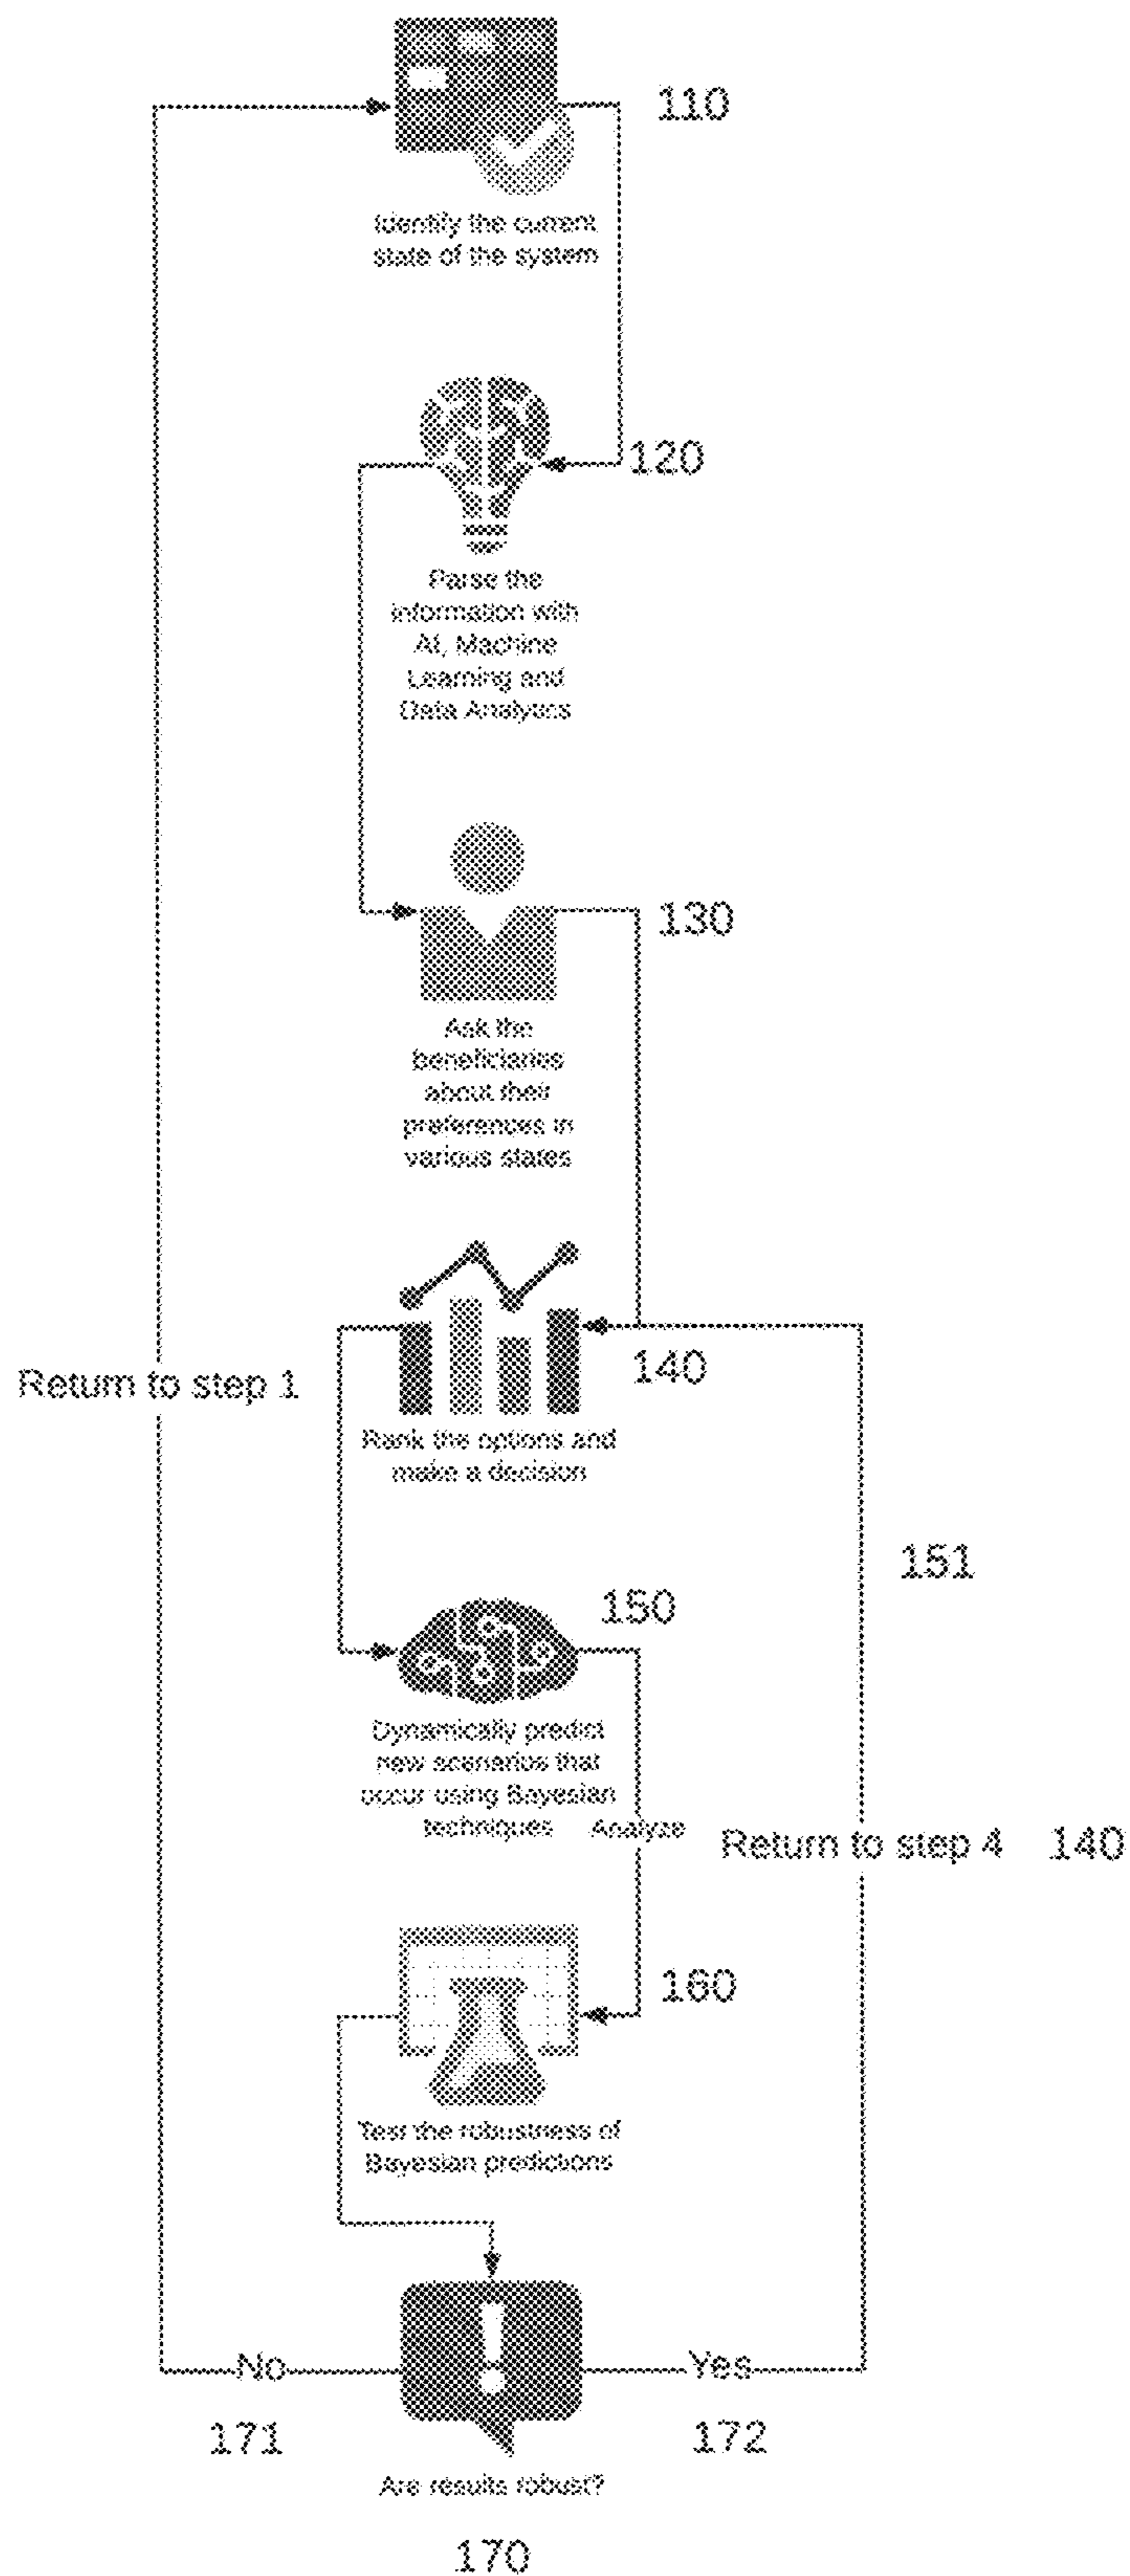 110
Identify the current
state of the system
120
Parse the
information with
AI, Machine
Learning and
Data Analytics
130
Ask the
beneficiaries
about their
preferences in
various states
140
Return to step 1
Rank the options and
make a decision
151
150
Dynamically predict
new scenarios that
occur using Bayesian
techniques
Analyze
Return to step 4 140
160
Test the robustness of
Bayesian predictions
No
Yes
171
172
Are results robust?
170